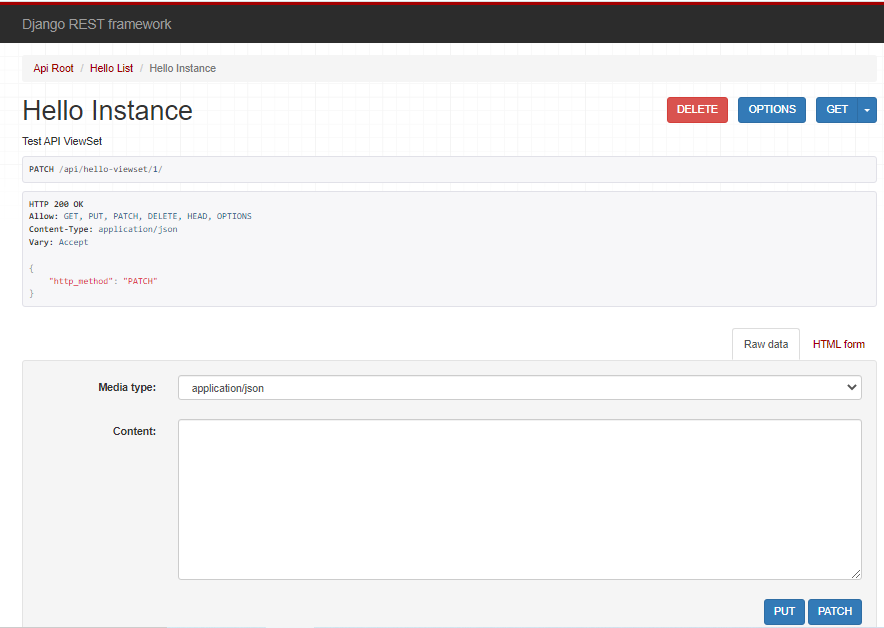 Django REST framework
Api Root / Hello List / Hello Instance
Hello Instance
DELETE OPTIONS GET
Test API ViewSet
PATCH /api/hello-viewset/1/
HTTP 200 OK
Allow: GET, PUT, PATCH, DELETE, HEAD, OPTIONS
Content-Type: application/json
Vary: Accept
{
    "http_method": "PATCH"
}
Raw data HTML form
Media type: application/json
Content:
PUT PATCH